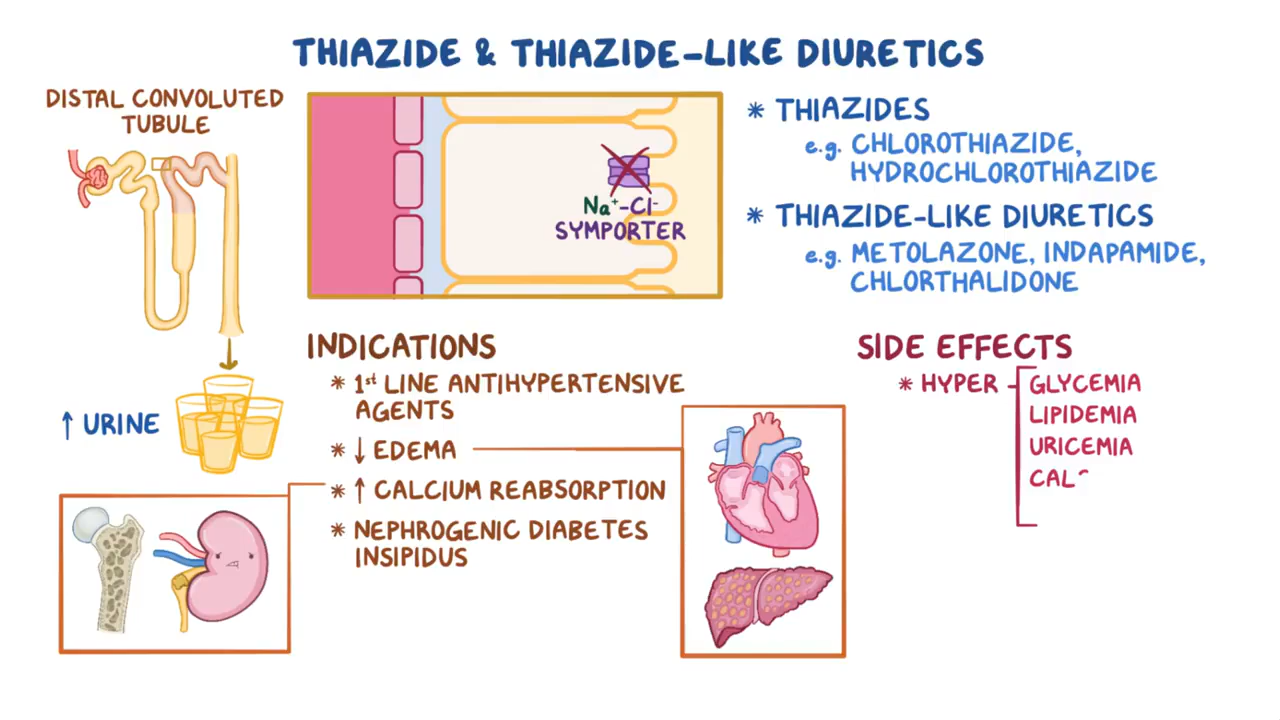 THIAZIDE & THIAZIDE-LIKE DIURETICS
DISTAL CONVOLUTED
TUBULE
Na⁺-Cl⁻
SYMPORTER
* THIAZIDES
e.g. CHLOROTHIAZIDE,
HYDROCHLOROTHIAZIDE
* THIAZIDE-LIKE DIURETICS
e.g. METOLAZONE, INDAPAMIDE,
CHLORTHALIDONE
↑ URINE
INDICATIONS
* 1st LINE ANTIHYPERTENSIVE
AGENTS
* ↓ EDEMA
* ↑ CALCIUM REABSORPTION
* NEPHROGENIC DIABETES
INSIPIDUS
SIDE EFFECTS
* HYPER
GLYCEMIA
LIPIDEMIA
URICEMIA
CAL